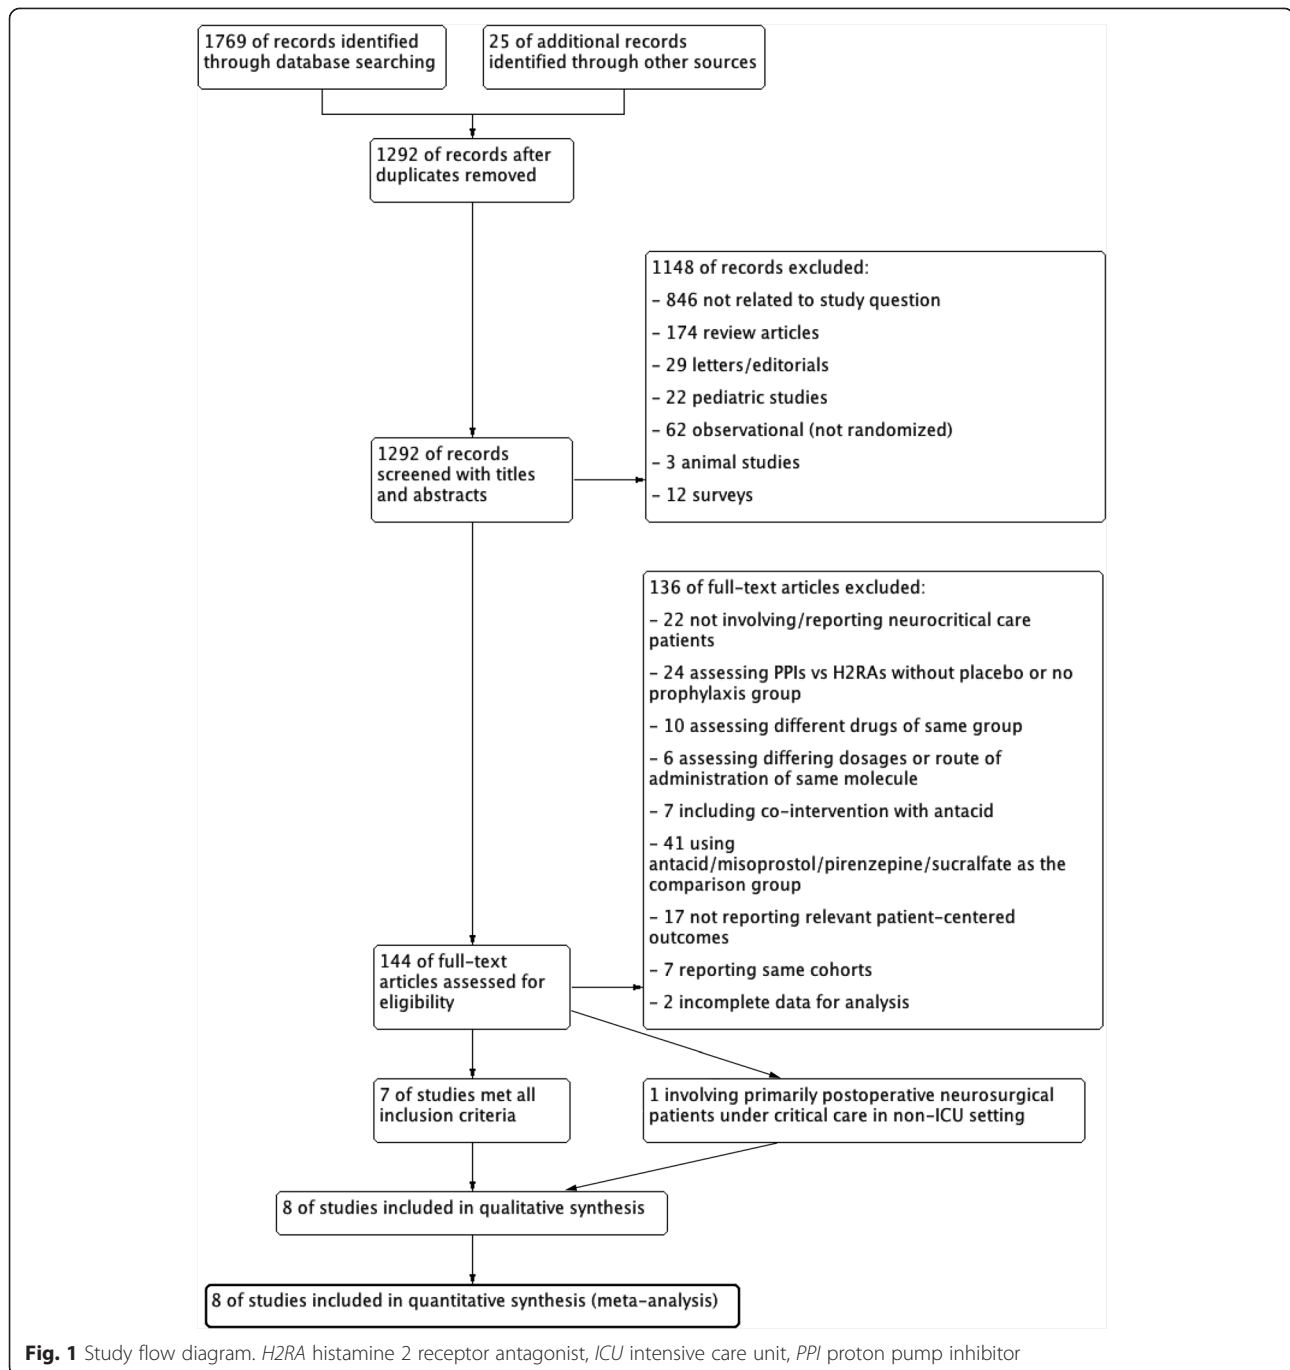 1769 of records identified
through database searching
25 of additional records
identified through other sources
1292 of records after
duplicates removed
1148 of records excluded:
- 846 not related to study question
- 174 review articles
- 29 letters/editorials
- 22 pediatric studies
- 62 observational (not randomized)
- 3 animal studies
- 12 surveys
1292 of records
screened with titles
and abstracts
136 of full-text articles excluded:
- 22 not involving/reporting neurocritical care
patients
- 24 assessing PPIs vs H2RAs without placebo or no
prophylaxis group
- 10 assessing different drugs of same group
- 6 assessing differing dosages or route of
administration of same molecule
- 7 including co-intervention with antacid
- 41 using
antacid/misoprostol/pirenzepine/sucralfate as the
comparison group
- 17 not reporting relevant patient-centered
outcomes
- 7 reporting same cohorts
- 2 incomplete data for analysis
144 of full-text
articles assessed for
eligibility
7 of studies met all
inclusion criteria
1 involving primarily postoperative neurosurgical
patients under critical care in non-ICU setting
8 of studies included in qualitative synthesis
8 of studies included in quantitative synthesis (meta-analysis)
Fig. 1 Study flow diagram. H2RA histamine 2 receptor antagonist, ICU intensive care unit, PPI proton pump inhibitor